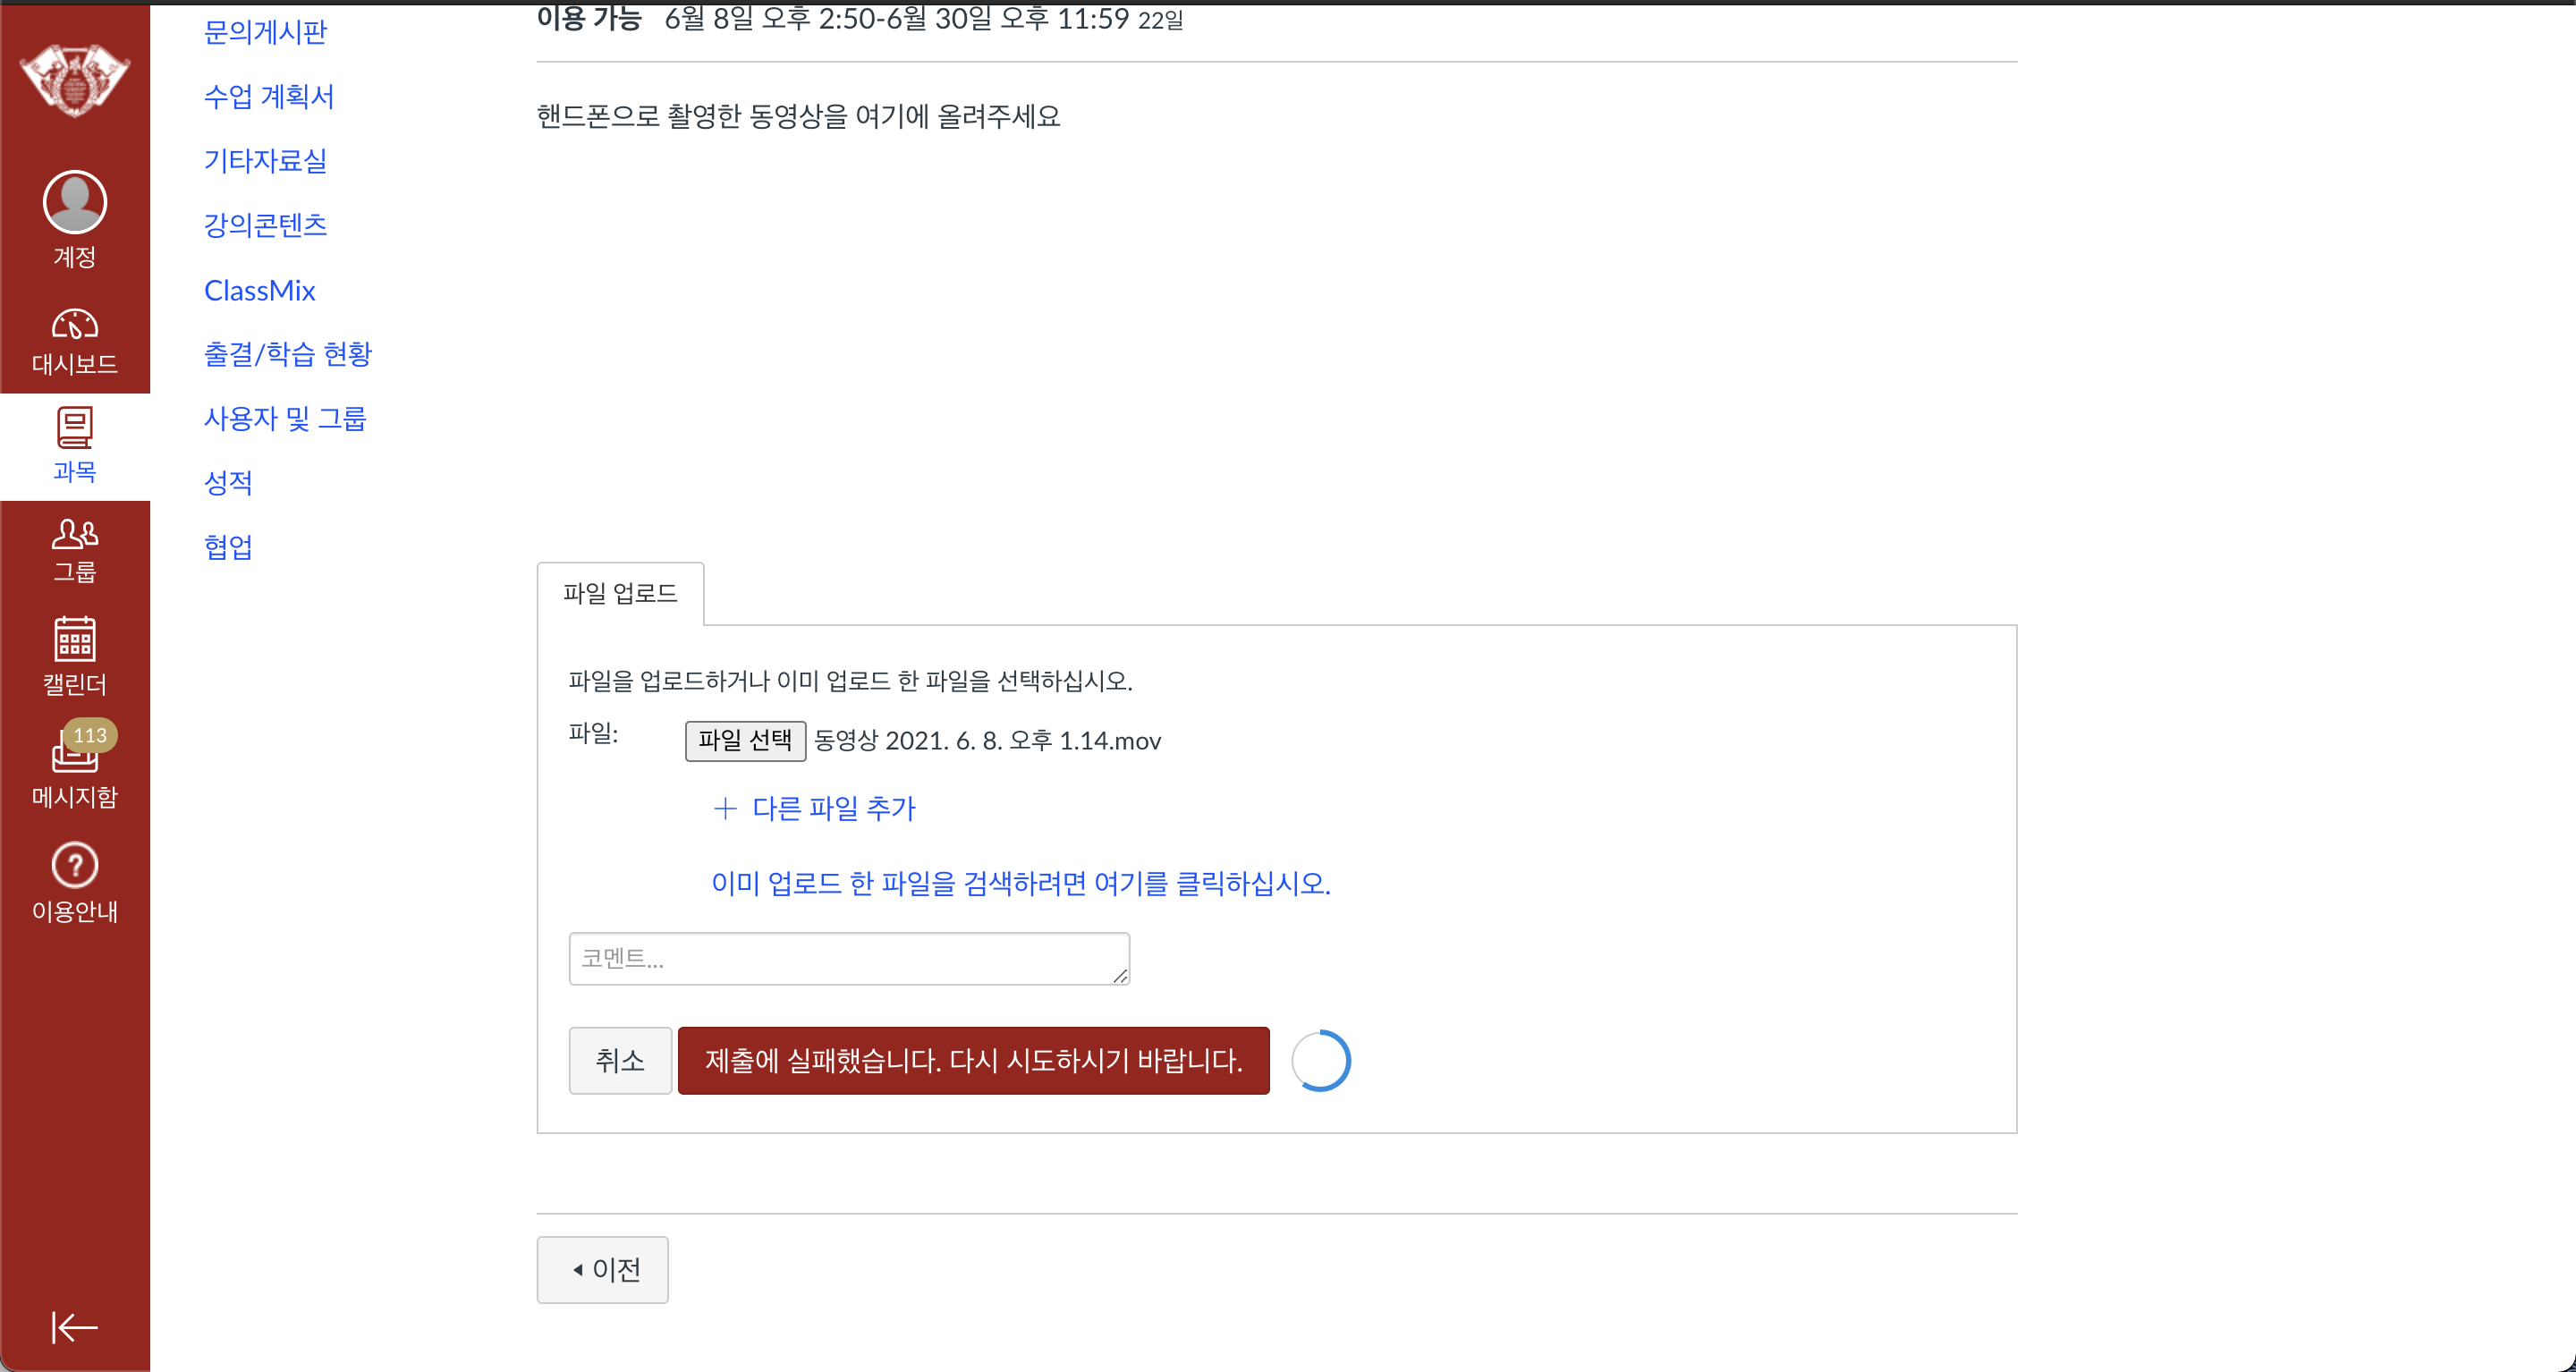 계정
대시보드
과목
그룹
캘린더
113
메시지함
이용안내
문의게시판
수업 계획서
기타자료실
강의콘텐츠
ClassMix
출결/학습 현황
사용자 및 그룹
성적
협업
이용 가능 6월 8일 오후 2:50-6월 30일 오후 11:59 22일
핸드폰으로 촬영한 동영상을 여기에 올려주세요
파일 업로드
파일을 업로드하거나 이미 업로드 한 파일을 선택하십시오.
파일: 파일 선택 동영상 2021. 6. 8. 오후 1.14.mov
+ 다른 파일 추가
이미 업로드 한 파일을 검색하려면 여기를 클릭하십시오.
코멘트...
취소 제출에 실패했습니다. 다시 시도하시기 바랍니다.
이전